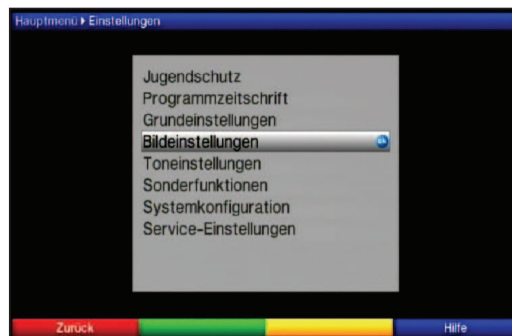 Hauptmenü ▸ Einstellungen
Jugendschutz
Programmzeitschrift
Grundeinstellungen
Bildeinstellungen
Toneinstellungen
Sonderfunktionen
Systemkonfiguration
Service-Einstellungen
Zurück Hilfe